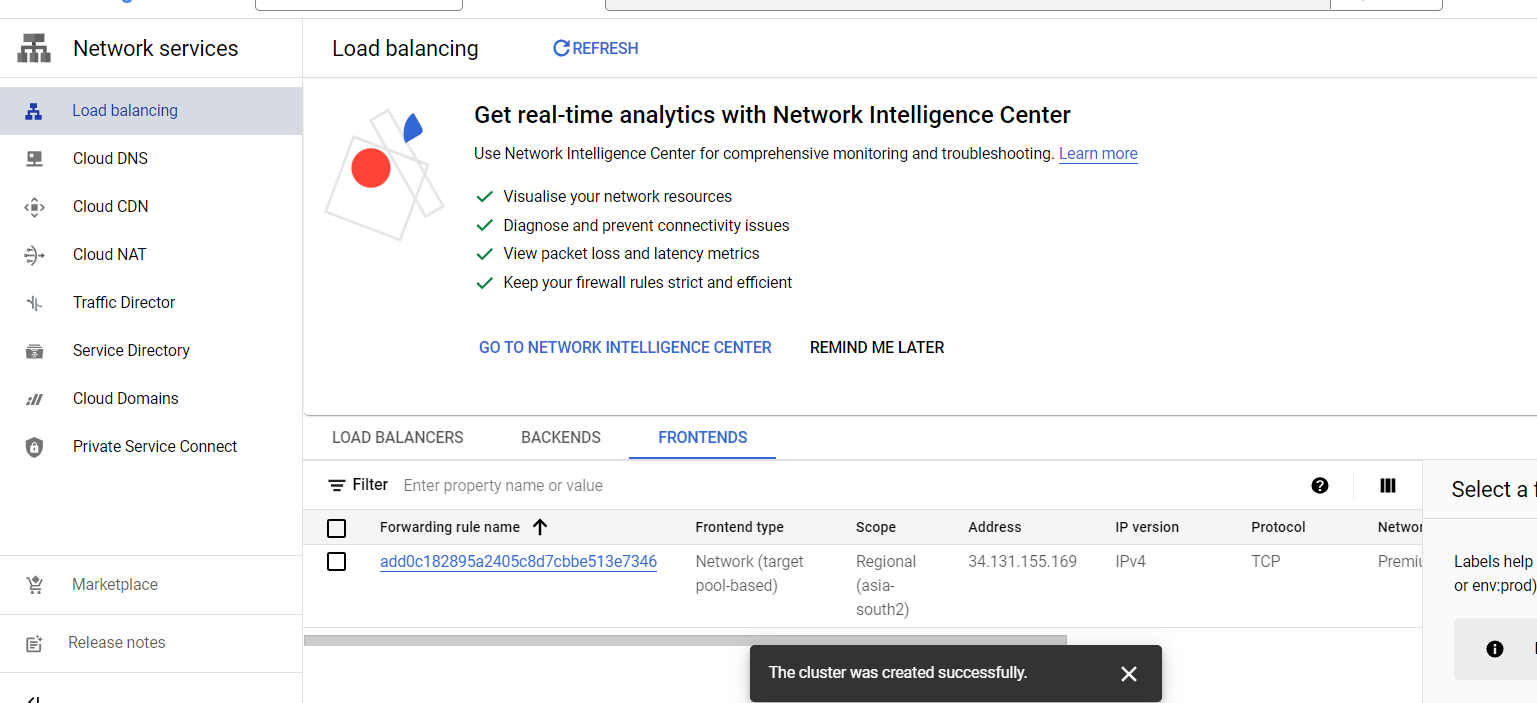 Network services
Load balancing
REFRESH
Load balancing
Cloud DNS
Cloud CDN
Cloud NAT
Traffic Director
Service Directory
Cloud Domains
Private Service Connect
Marketplace
Release notes
Get real-time analytics with Network Intelligence Center
Use Network Intelligence Center for comprehensive monitoring and troubleshooting. Learn more
Visualise your network resources
Diagnose and prevent connectivity issues
View packet loss and latency metrics
Keep your firewall rules strict and efficient
GO TO NETWORK INTELLIGENCE CENTER REMIND ME LATER
LOAD BALANCERS BACKENDS FRONTENDS
Filter Enter property name or value
Forwarding rule name Frontend type Scope Address IP version Protocol Networ
add0c182895a2405c8d7cbbe513e7346 Network (target Regional 34.131.155.169 IPv4 TCP Premiu
pool-based) (asia-
south2)
Select a f
Labels help
or env:prod)
The cluster was created successfully.